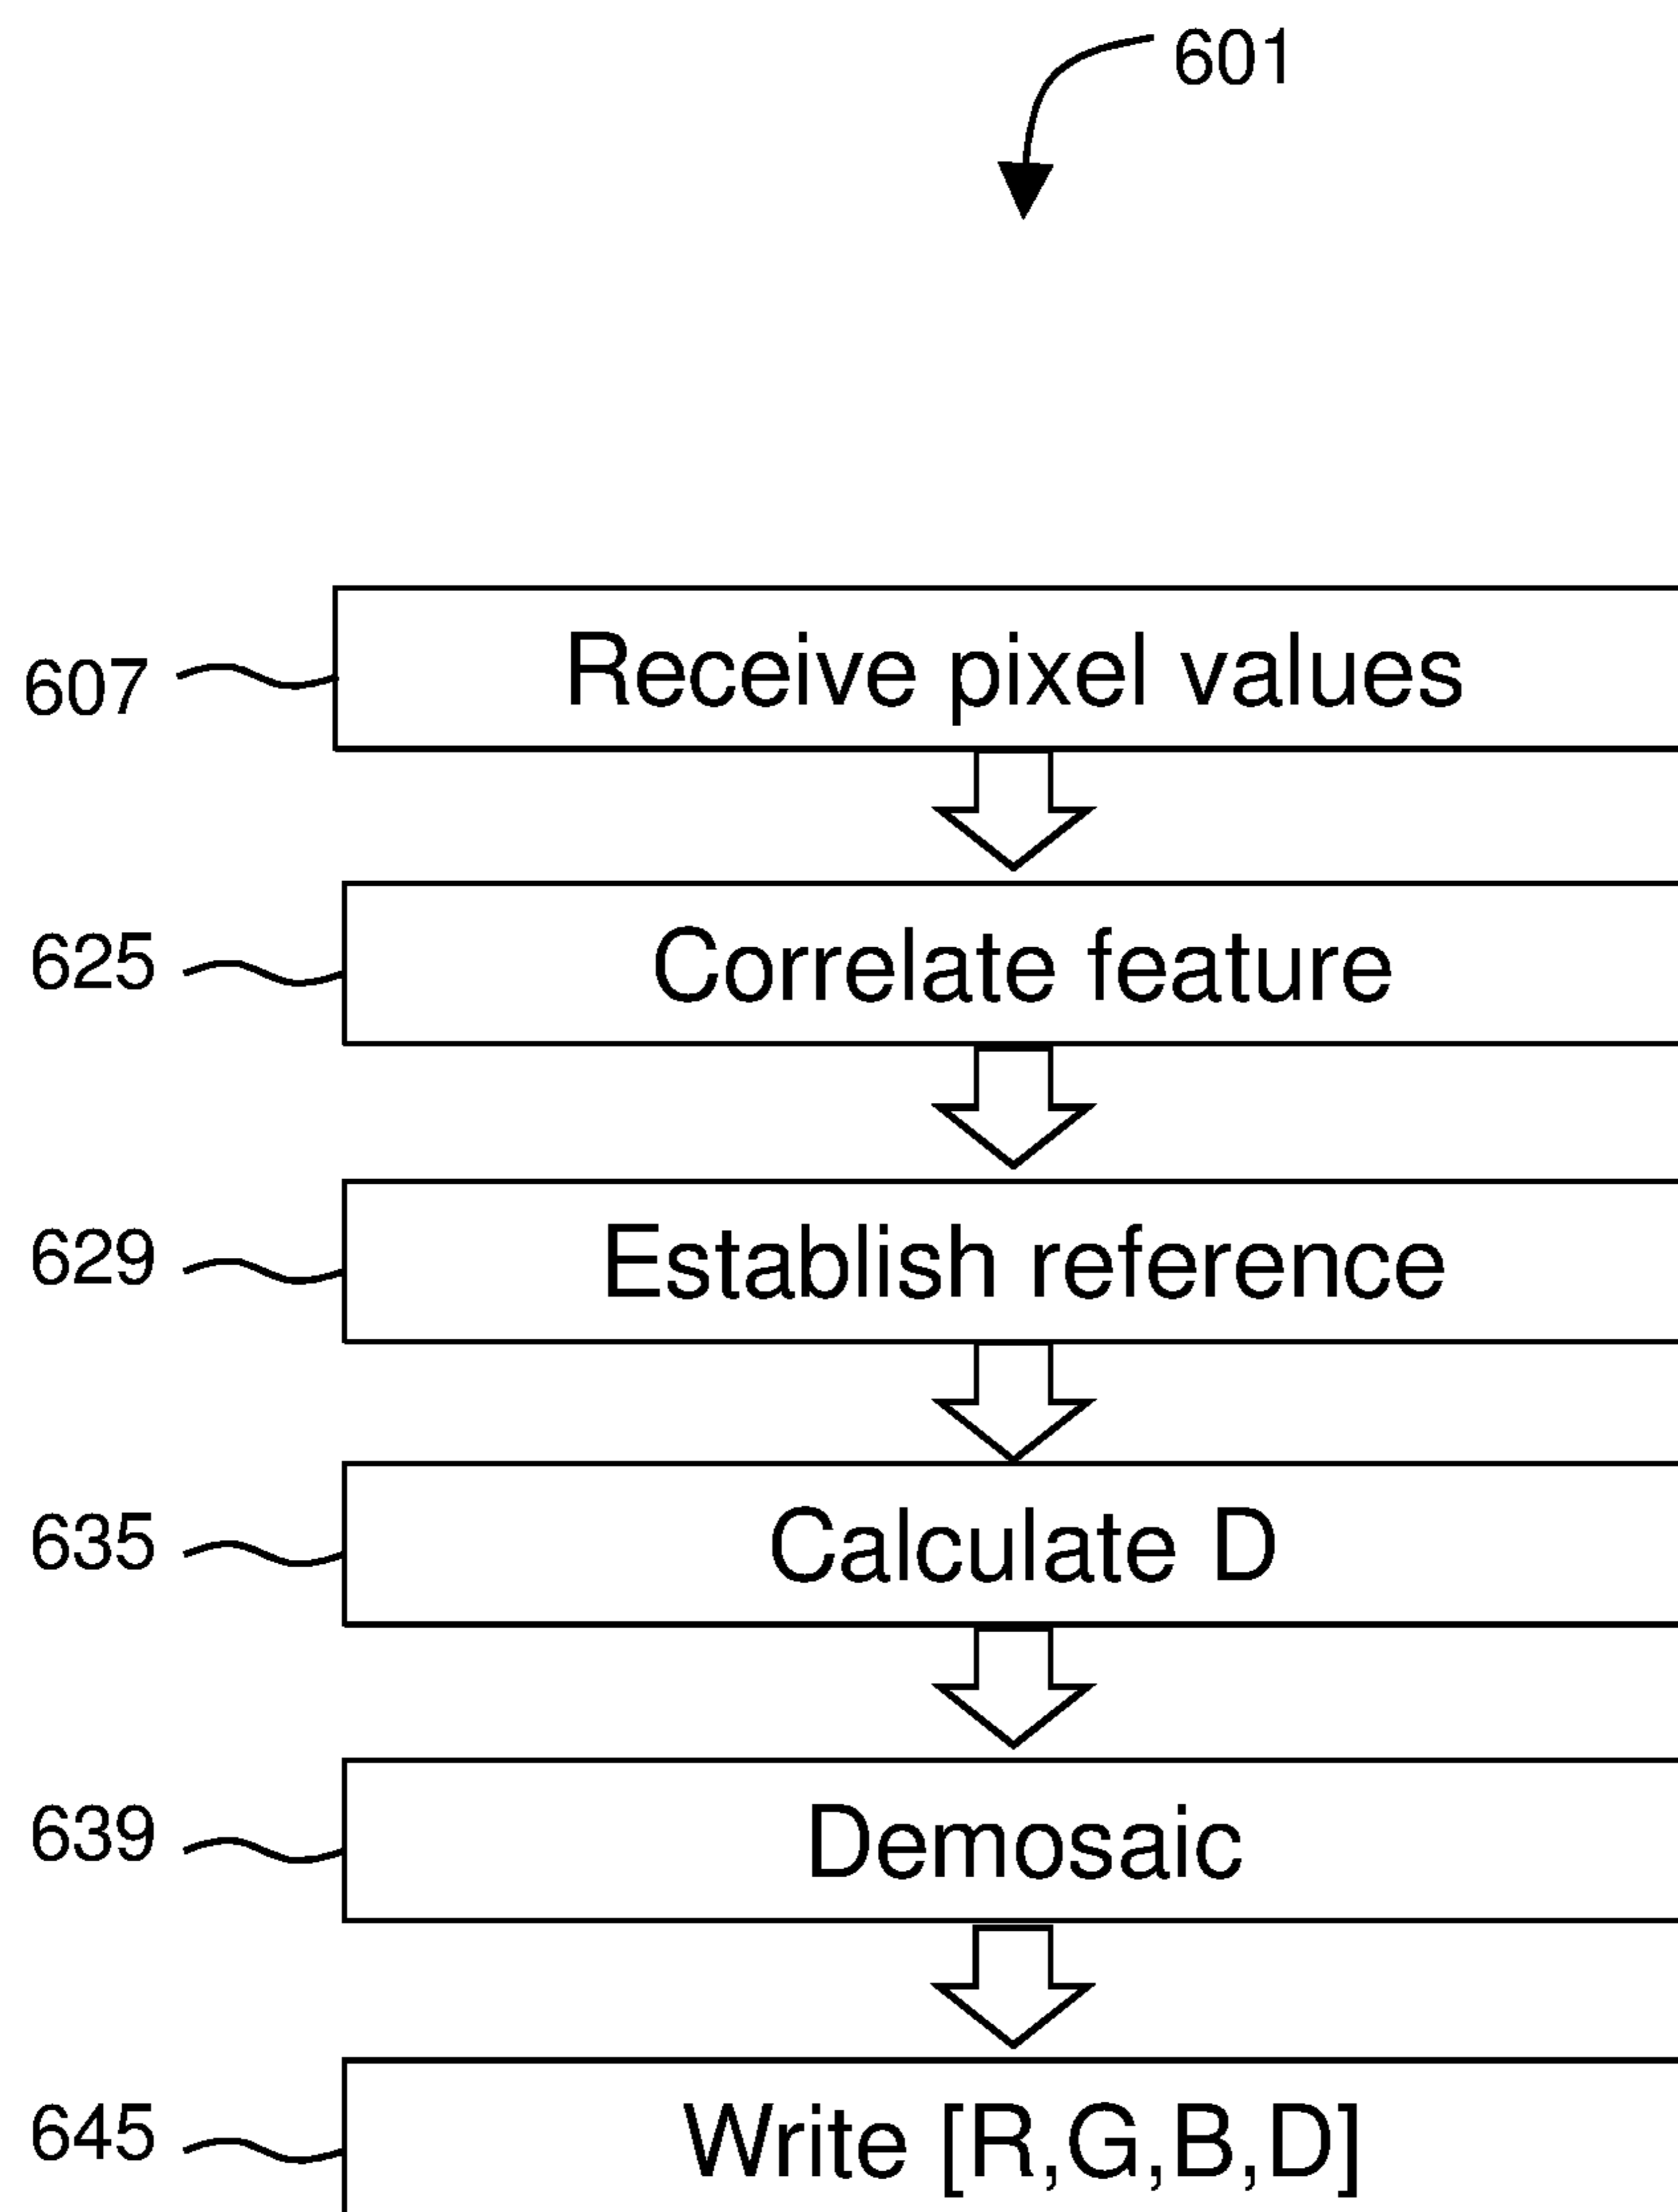 601
607 Receive pixel values
625 Correlate feature
629 Establish reference
635 Calculate D
639 Demosaic
645 Write [R,G,B,D]